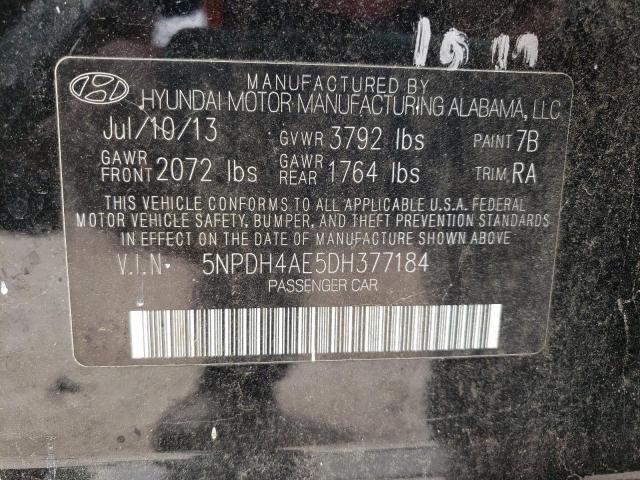 MANUFACTURED BY
HYUNDAI MOTOR MANUFACTURING ALABAMA, LLC
Jul/10/13 GVWR 3792 lbs PAINT 7B
GAWR FRONT 2072 lbs GAWR REAR 1764 lbs TRIM RA
THIS VEHICLE CONFORMS TO ALL APPLICABLE U.S.A. FEDERAL
MOTOR VEHICLE SAFETY, BUMPER, AND THEFT PREVENTION STANDARDS
IN EFFECT ON THE DATE OF MANUFACTURE SHOWN ABOVE
V.I.N. 5NPDH4AE5DH377184
PASSENGER CAR